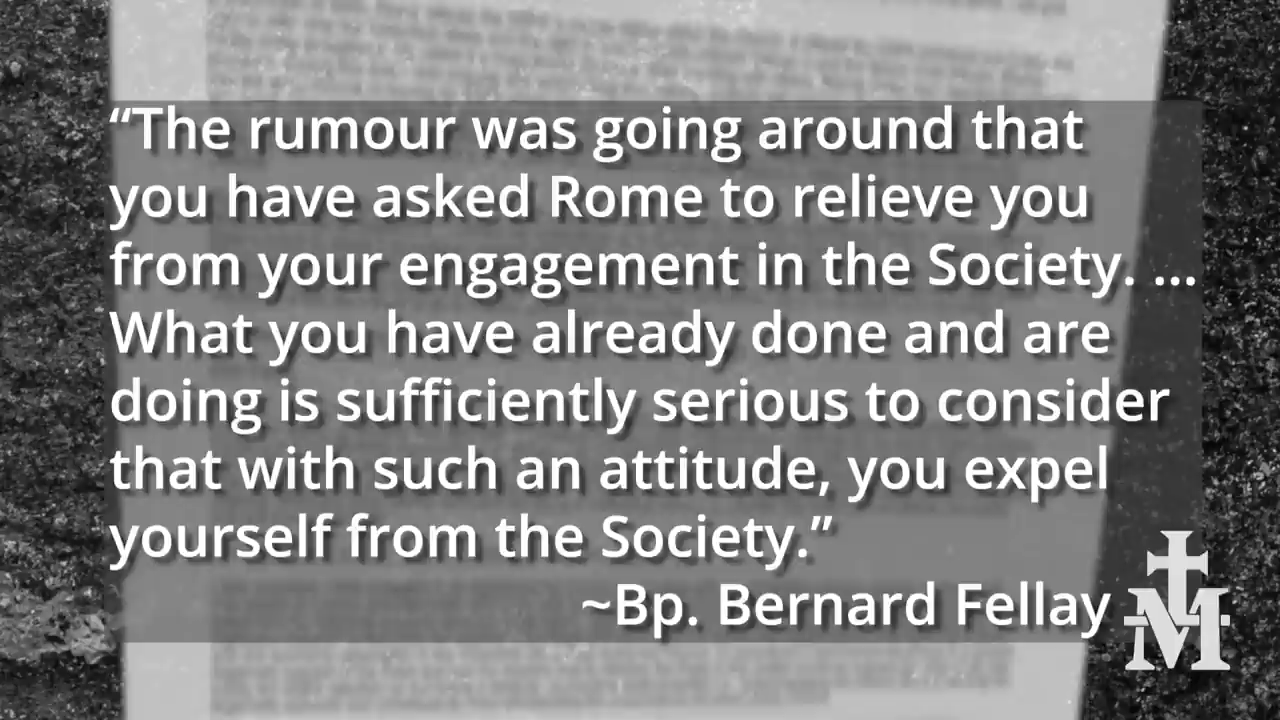 “The rumour was going around that
you have asked Rome to relieve you
from your engagement in the Society. ...
What you have already done and are
doing is sufficiently serious to consider
that with such an attitude, you expel
yourself from the Society.”
~Bp. Bernard Fellay